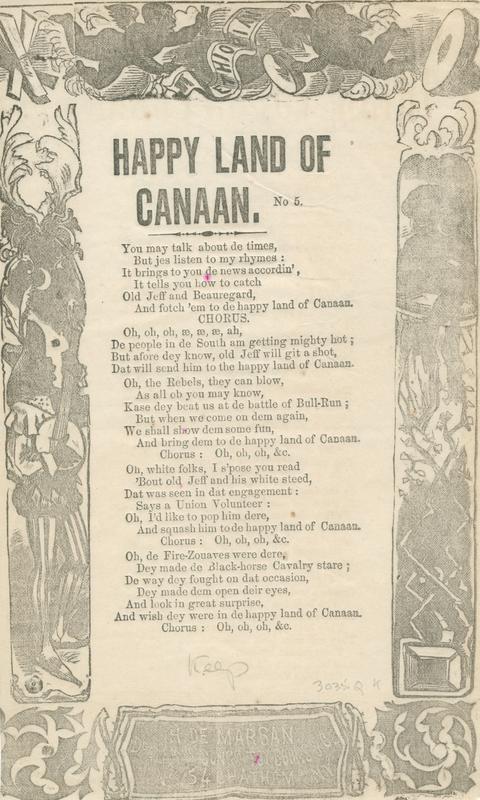 HAPPY LAND OF
CANAAN. No 5.
You may talk about de times,
But jes listen to my rhymes :
It brings to you de news accordin',
It tells you how to catch
Old Jeff and Beauregard,
And fotch 'em to de happy land of Canaan.
CHORUS.
Oh, oh, oh, æ, æ, æ, ah,
De people in de South am getting mighty hot ;
But afore dey know, old Jeff will git a shot,
Dat will send him to the happy land of Canaan.
Oh, the Rebels, they can blow,
As all ob you may know,
Kase dey beat us at de battle of Bull-Run ;
But when we come on dem again,
We shall show dem some fun,
And bring dem to de happy land of Canaan.
Chorus : Oh, oh, oh, &c.
Oh, white folks, I s'pose you read
'Bout old Jeff and his white steed,
Dat was seen in dat engagement :
Says a Union Volunteer :
Oh, I'd like to pop him dere,
And squash him to de happy land of Canaan.
Chorus : Oh, oh, oh, &c.
Oh, de Fire-Zouaves were dere,
Dey made de Black-horse Cavalry stare ;
De way dey fought on dat occasion,
Dey made dem open deir eyes,
And look in great surprise,
And wish dey were in de happy land of Canaan.
Chorus : Oh, oh, oh, &c.
Keep
H. DE MARSAN
54